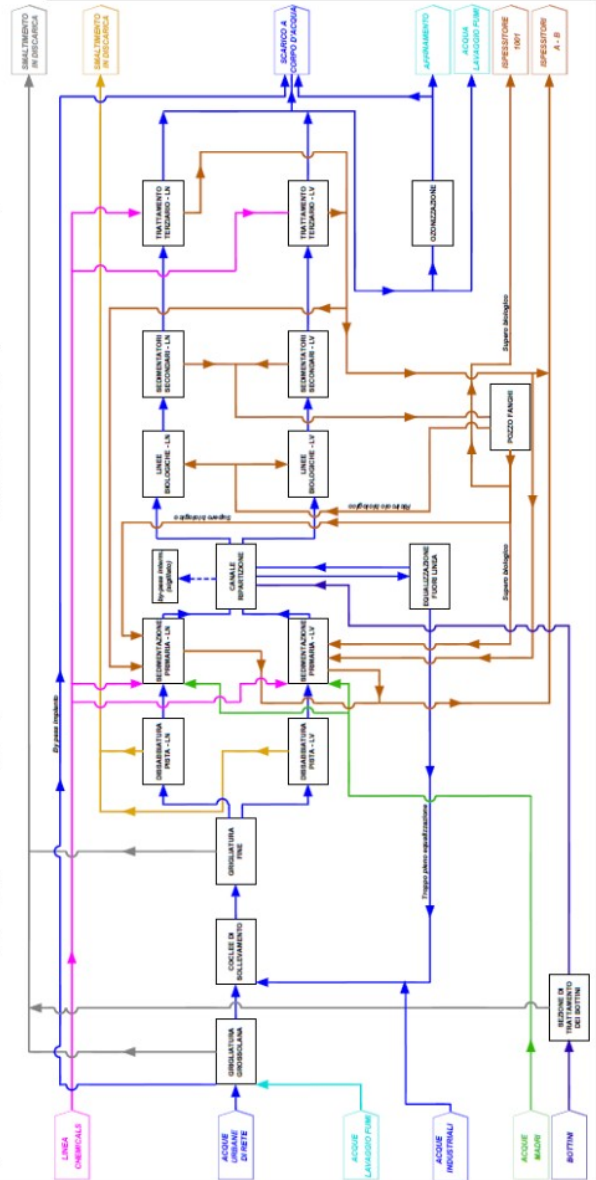 SMALTIMENTO
IN DISCARICA
SMALTIMENTO
IN DISCARICA
SCARICO A
CORPO D'ACQUA
AFFINAMENTO
ACQUA
LAVAGGIO FUMI
ISPESSITORE
1001
ISPESSITORI
A - B
TRATTAMENTO
TERZIARIO - LN
TRATTAMENTO
TERZIARIO - LV
OZONIZZAZIONE
SEDIMENTATORI
SECONDARI - LN
SEDIMENTATORI
SECONDARI - LV
Supero biologico
LINEE
BIOLOGICHE - LN
LINEE
BIOLOGICHE - LV
POZZO FANGHI
Supero biologico
Ricircolo biologico
by-pass interm.
(sigillato)
CANALE
RIPARTIZIONE
EQUALIZZAZIONE
FUORI LINEA
Supero biologico
SEDIMENTAZIONE
PRIMARIA - LN
SEDIMENTAZIONE
PRIMARIA - LV
By-pass impianto
DISSABBIATURA
PISTA - LN
DISSABBIATURA
PISTA - LV
GRIGLIATURA
FINE
Troppo pieno equalizzazione
COCLEE DI
SOLLEVAMENTO
GRIGLIATURA
GROSSOLANA
SEZIONE DI
TRATTAMENTO
DEI BOTTINI
LINEA
CHEMICALS
ACQUE
URBANE
DI RETE
ACQUE
LAVAGGIO FUMI
ACQUE
INDUSTRIALI
ACQUE
MADRI
BOTTINI